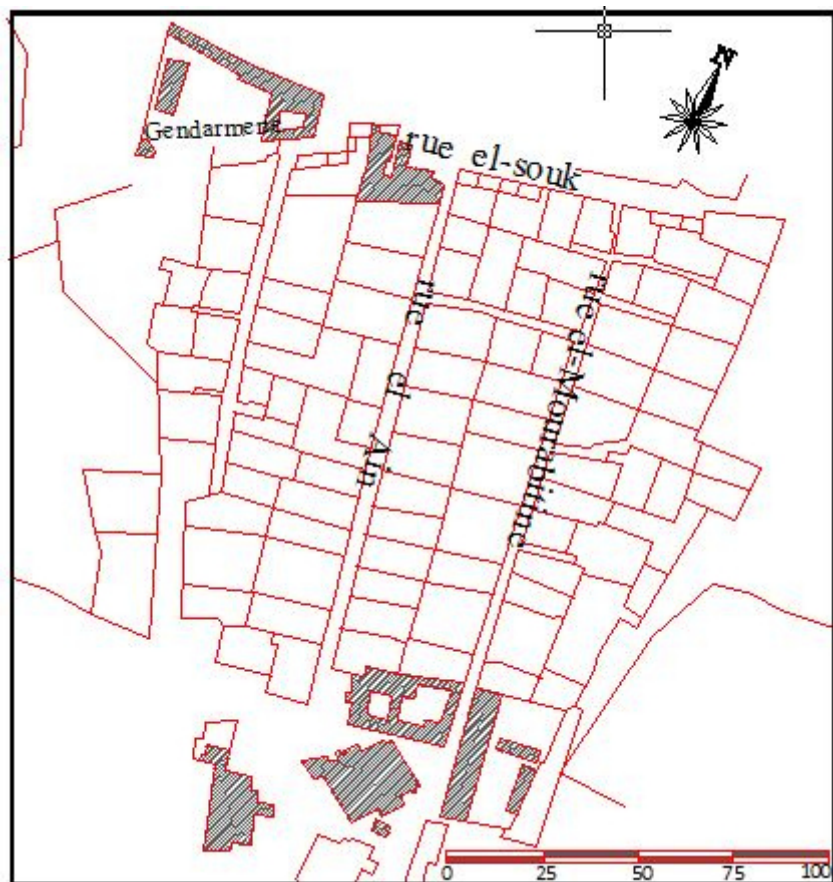 N
Gendarmerie
rue el-souk
rue el Ain
rue el-Mourabitine
0 25 50 75 100